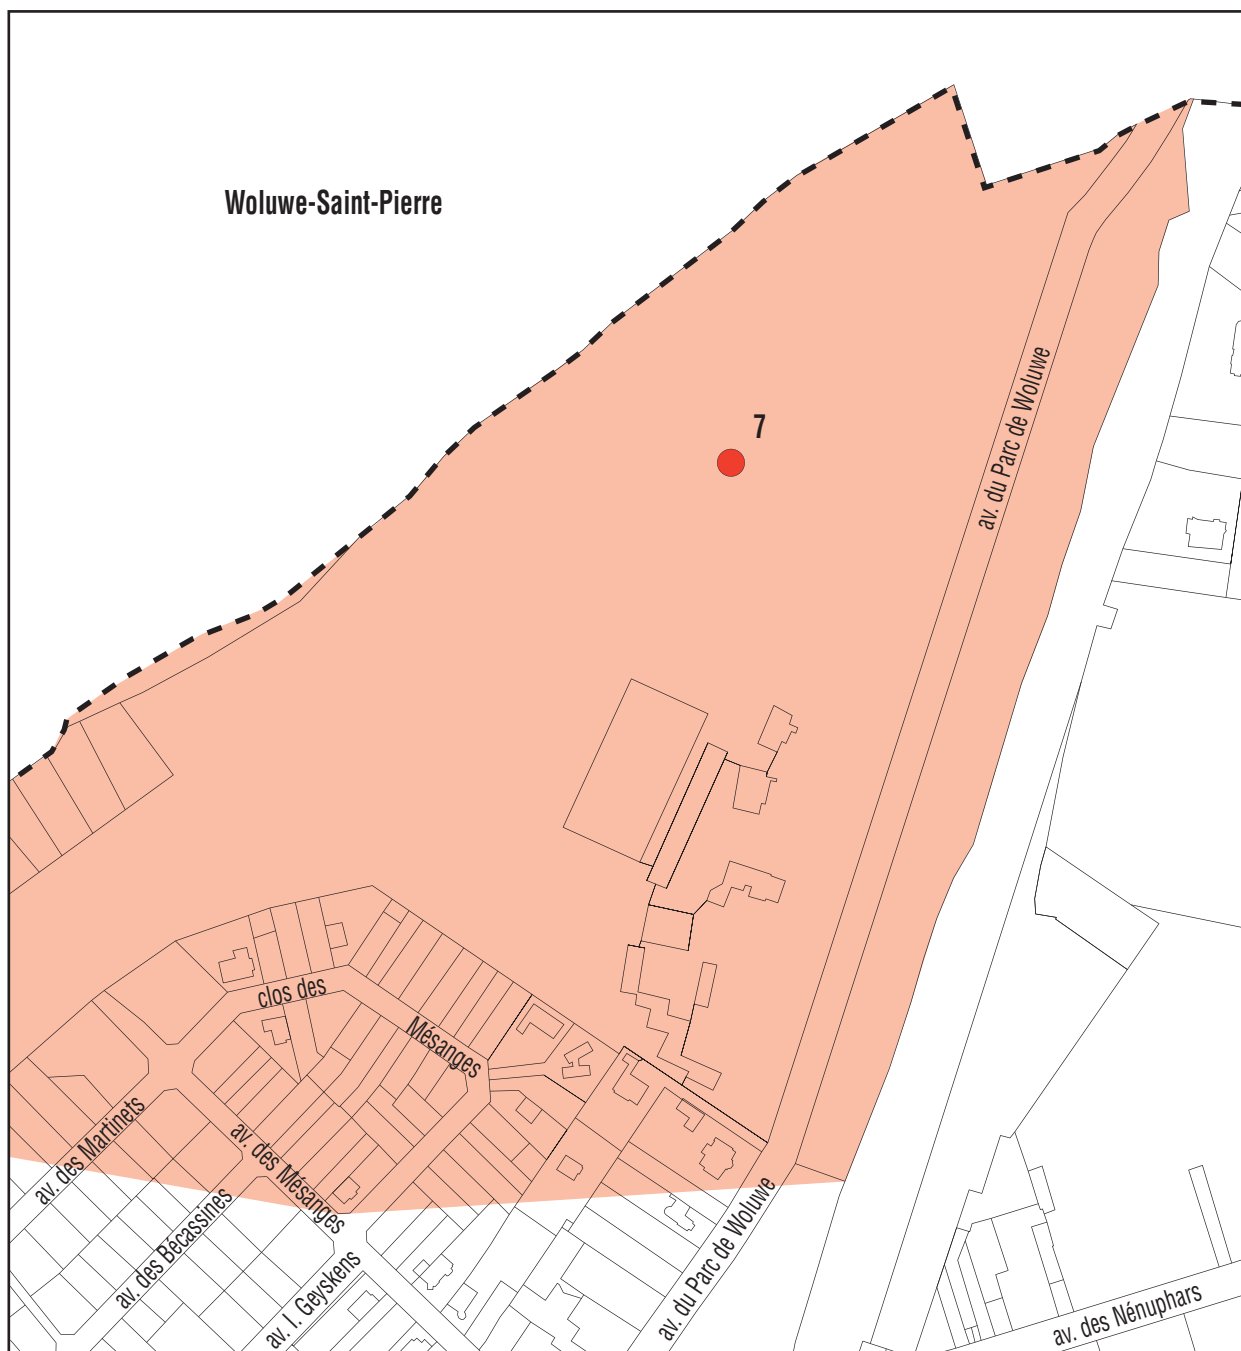 Woluwe-Saint-Pierre
7
av. du Parc de Woluwe
clos des
Mésanges
av. des Martinets
av. des Mésanges
av. des Bécassines
av. I. Geyskens
av. du Parc de Woluwe
av. des Nénuphars